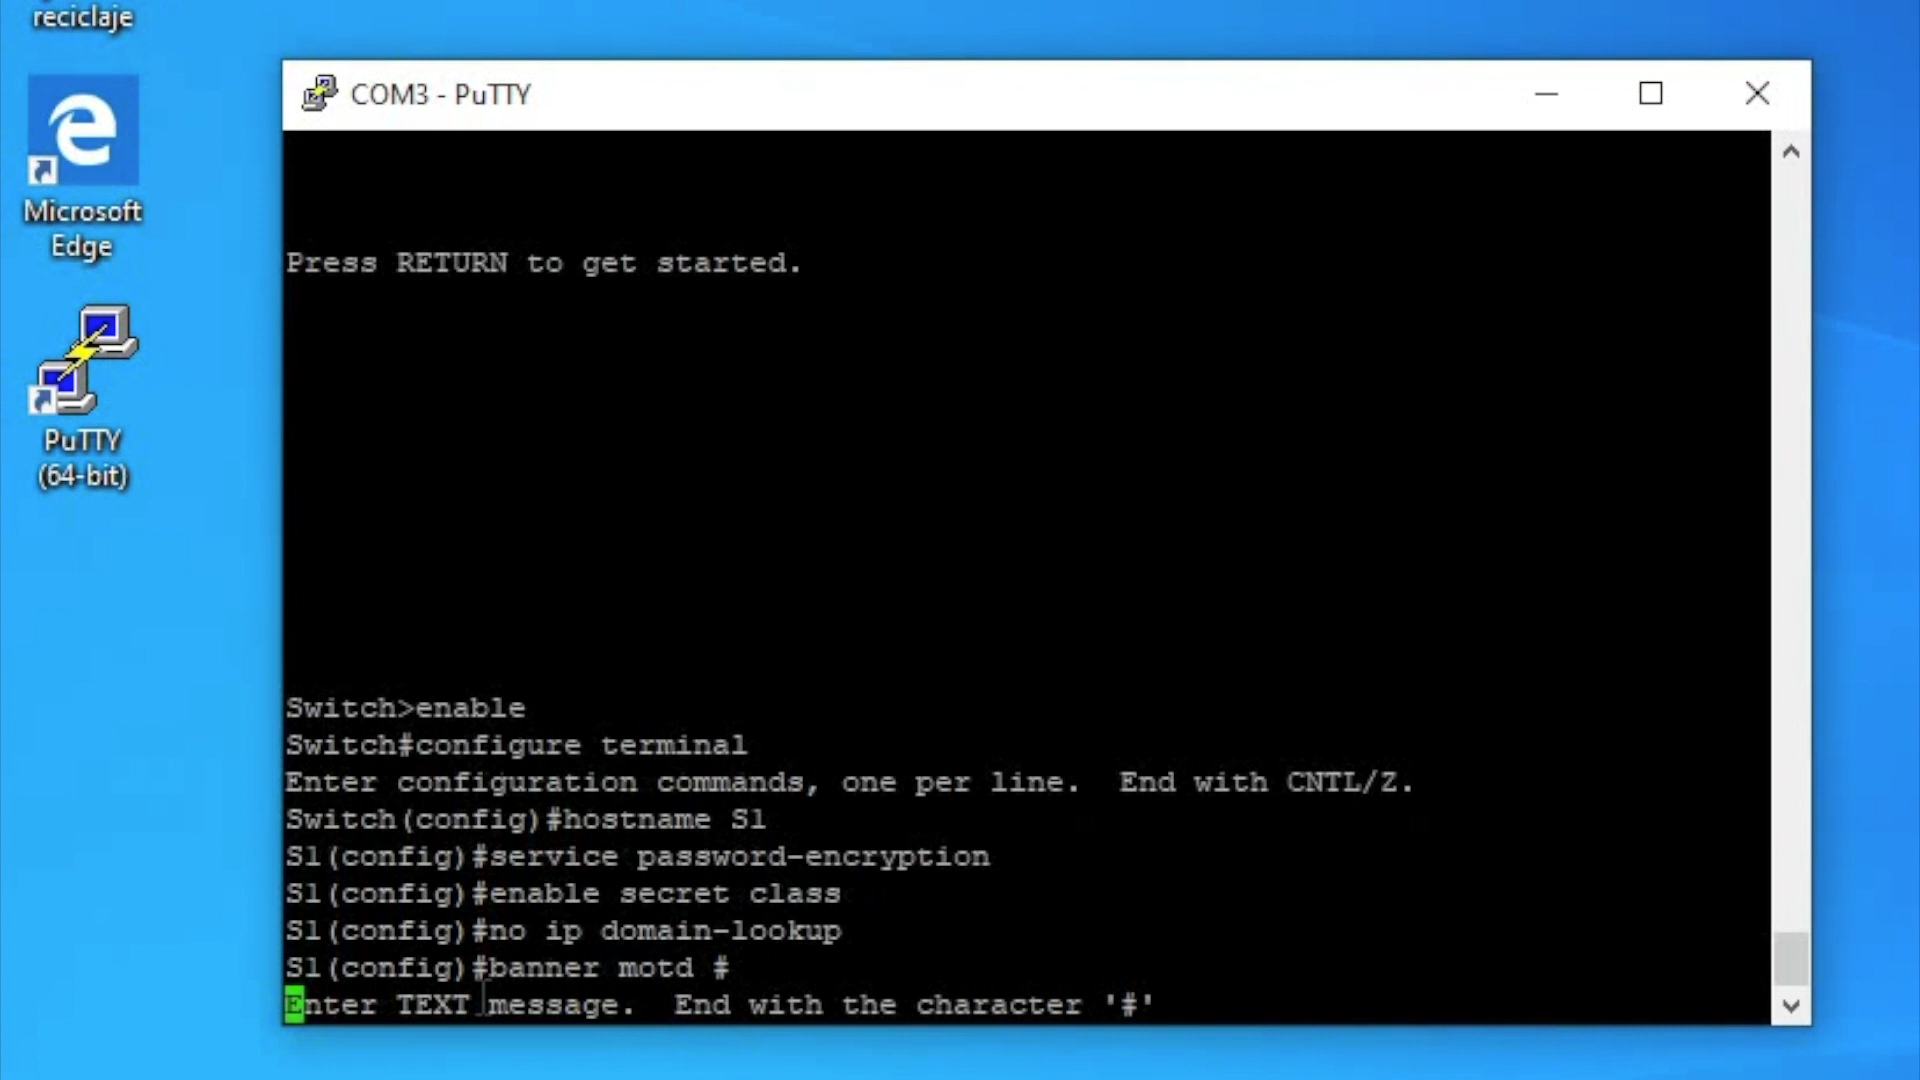 reciclaje
Microsoft
Edge
PuTTY
(64-bit)
COM3 - PuTTY
Press RETURN to get started.
Switch>enable
Switch#configure terminal
Enter configuration commands, one per line.  End with CNTL/Z.
Switch(config)#hostname S1
S1(config)#service password-encryption
S1(config)#enable secret class
S1(config)#no ip domain-lookup
S1(config)#banner motd #
Enter TEXT message.  End with the character '#'